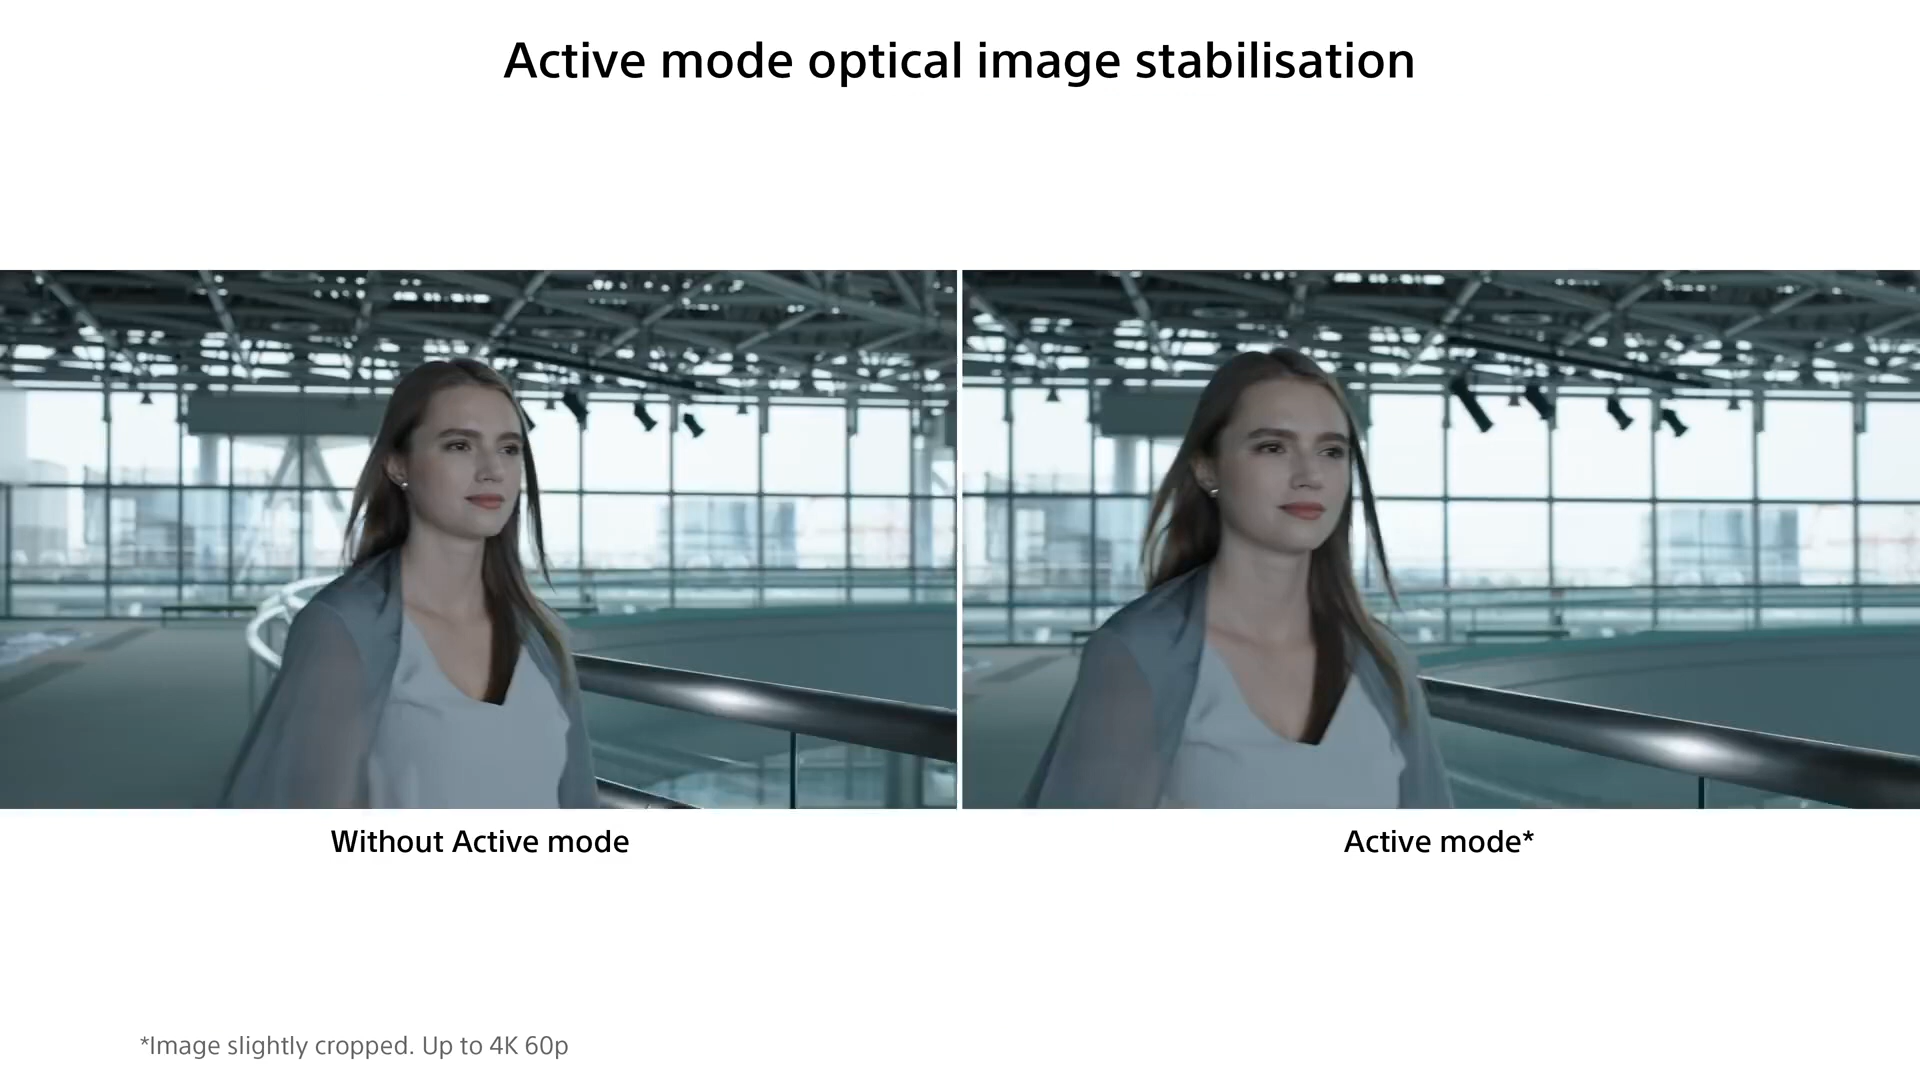 Active mode optical image stabilisation
Without Active mode
Active mode*
*Image slightly cropped. Up to 4K 60p